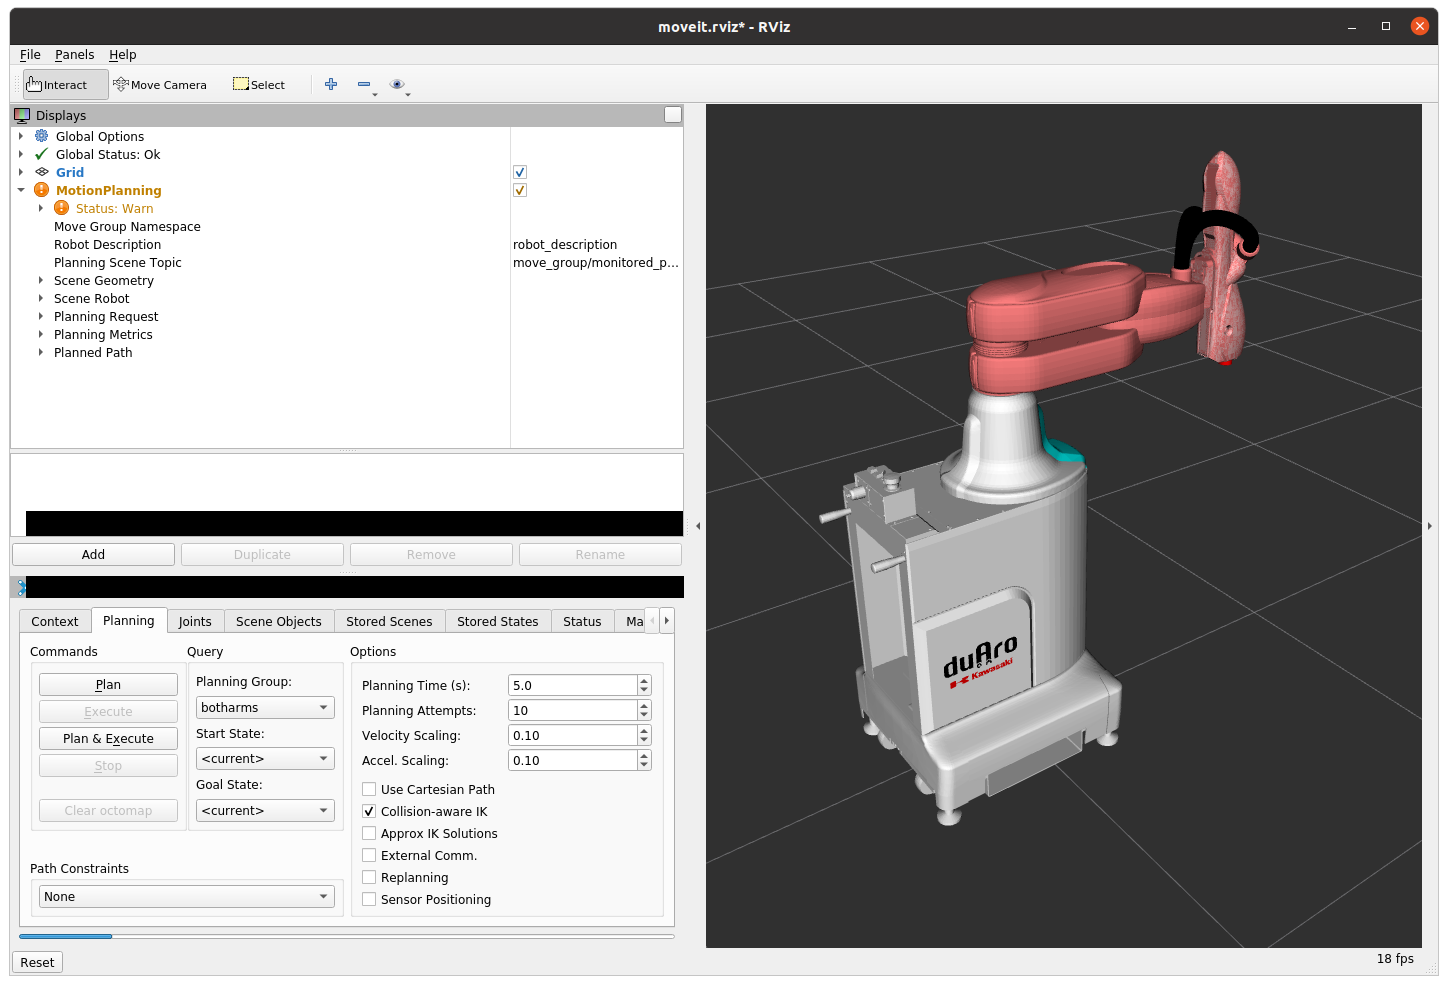 moveit.rviz* - RViz
File Panels Help
Interact Move Camera Select
Displays
Global Options
Global Status: Ok
Grid
MotionPlanning
Status: Warn
Move Group Namespace
Robot Description robot_description
Planning Scene Topic move_group/monitored_p...
Scene Geometry
Scene Robot
Planning Request
Planning Metrics
Planned Path
Add Duplicate Remove Rename
Context Planning Joints Scene Objects Stored Scenes Stored States Status Ma
Commands
Plan
Execute
Plan & Execute
Stop
Clear octomap
Query
Planning Group:
botharms
Start State:
<current>
Goal State:
<current>
Path Constraints
None
Options
Planning Time (s): 5.0
Planning Attempts: 10
Velocity Scaling: 0.10
Accel. Scaling: 0.10
Use Cartesian Path
Collision-aware IK
Approx IK Solutions
External Comm.
Replanning
Sensor Positioning
Reset
duAro
Kawasaki
18 fps